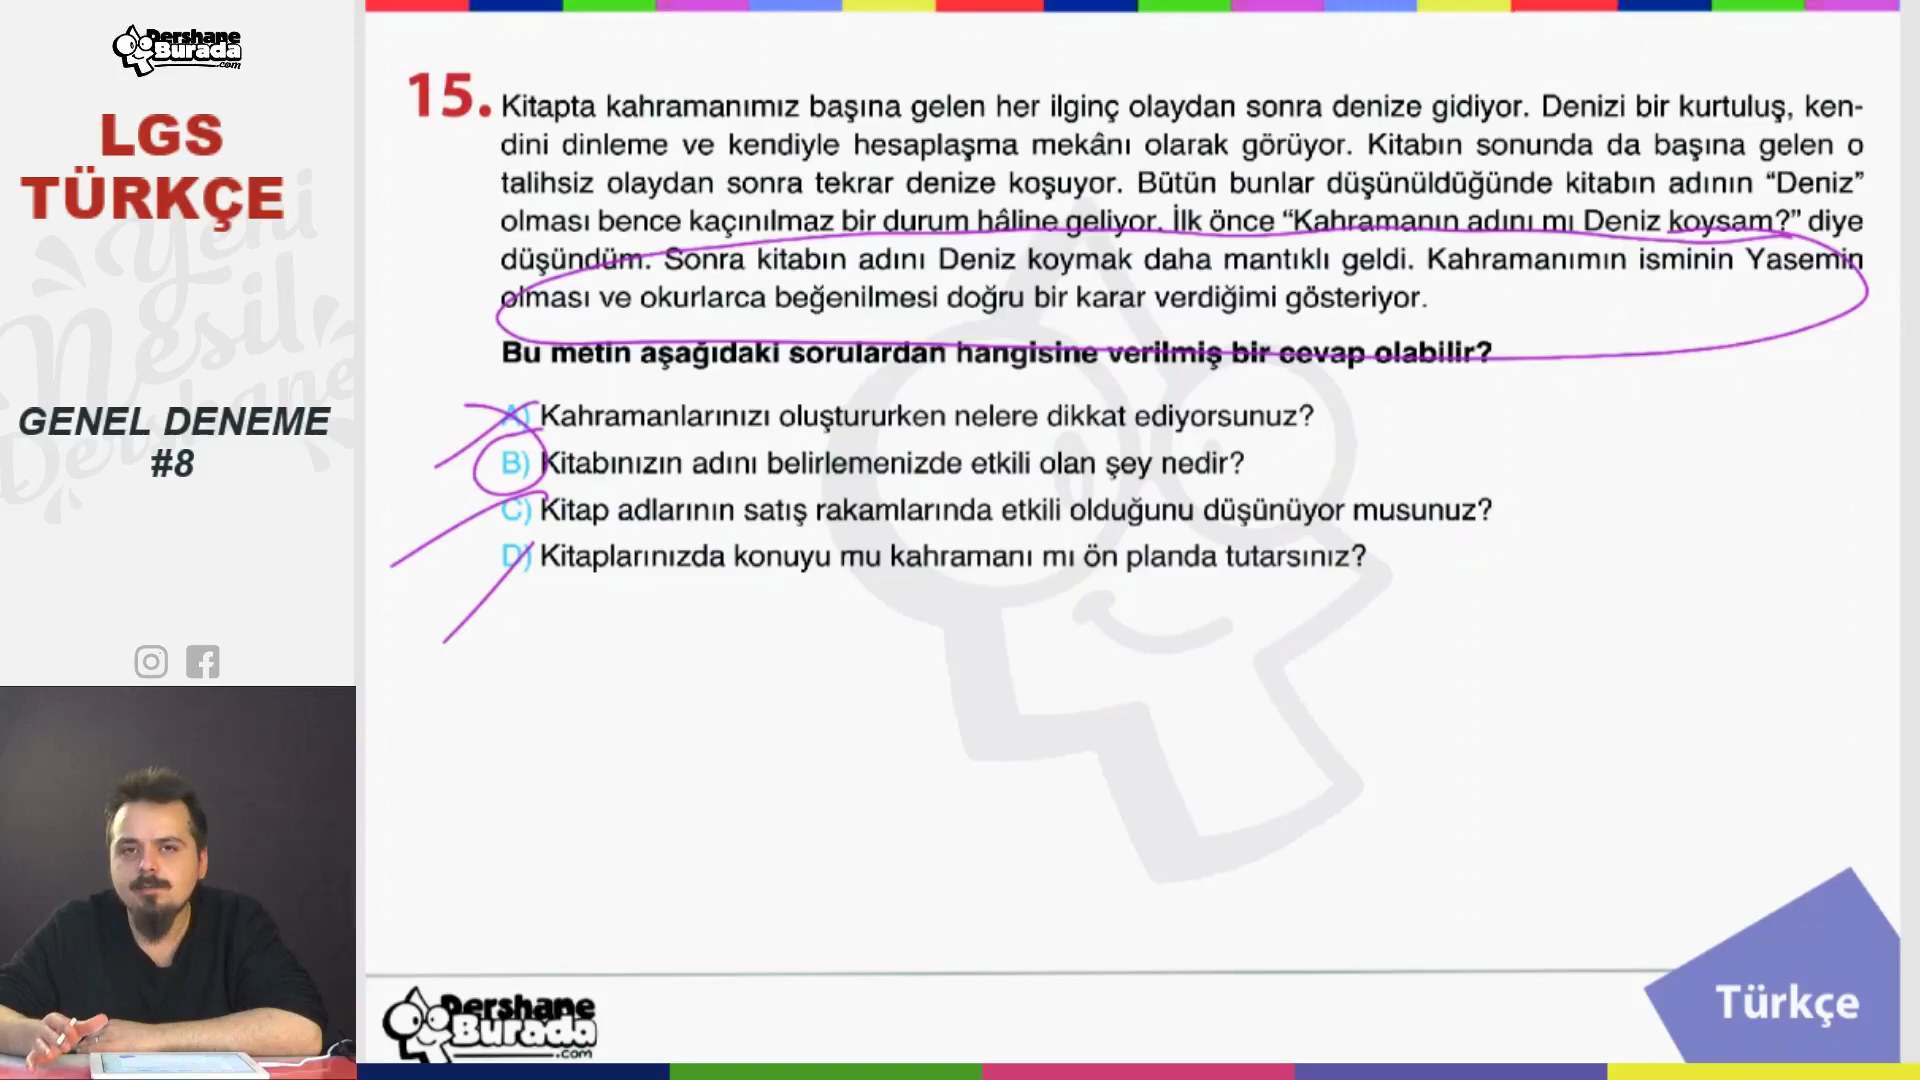 Dershane
Burada
.com
LGS
TÜRKÇE
Yeni
Nesil
Dershane
GENEL DENEME
#8
15. Kitapta kahramanımız başına gelen her ilginç olaydan sonra denize gidiyor. Denizi bir kurtuluş, ken-
dini dinleme ve kendiyle hesaplaşma mekânı olarak görüyor. Kitabın sonunda da başına gelen o
talihsiz olaydan sonra tekrar denize koşuyor. Bütün bunlar düşünüldüğünde kitabın adının “Deniz”
olması bence kaçınılmaz bir durum hâline geliyor. İlk önce “Kahramanın adını mı Deniz koysam?” diye
düşündüm. Sonra kitabın adını Deniz koymak daha mantıklı geldi. Kahramanımın isminin Yasemin
olması ve okurlarca beğenilmesi doğru bir karar verdiğimi gösteriyor.
Bu metin aşağıdaki sorulardan hangisine verilmiş bir cevap olabilir?
A) Kahramanlarınızı oluştururken nelere dikkat ediyorsunuz?
B) Kitabınızın adını belirlemenizde etkili olan şey nedir?
C) Kitap adlarının satış rakamlarında etkili olduğunu düşünüyor musunuz?
D) Kitaplarınızda konuyu mu kahramanı mı ön planda tutarsınız?
Dershane
Burada
.com
Türkçe